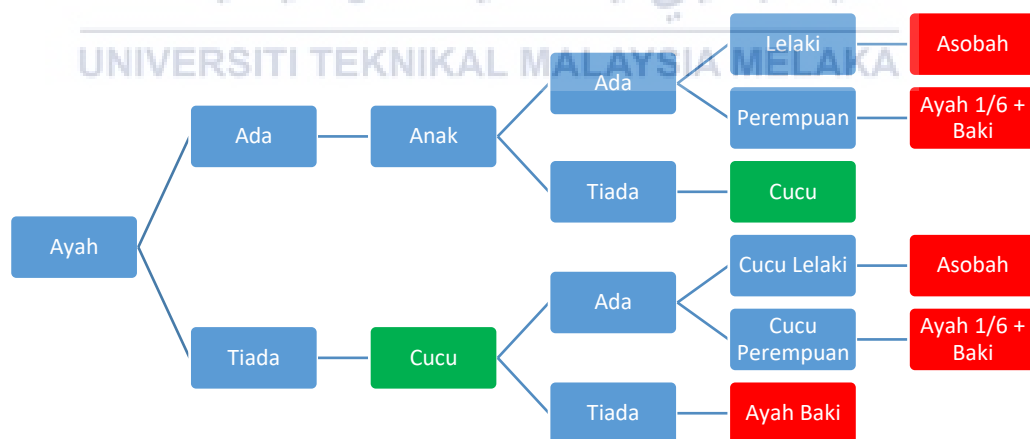 UNIVERSITI TEKNIKAL MALAYSIA MELAKA
Lelaki
Asobah
Ada
Perempuan
Ayah 1/6 +
Baki
Ada
Anak
Tiada
Cucu
Ayah
Cucu Lelaki
Asobah
Ada
Cucu
Perempuan
Ayah 1/6 +
Baki
Tiada
Cucu
Tiada
Ayah Baki